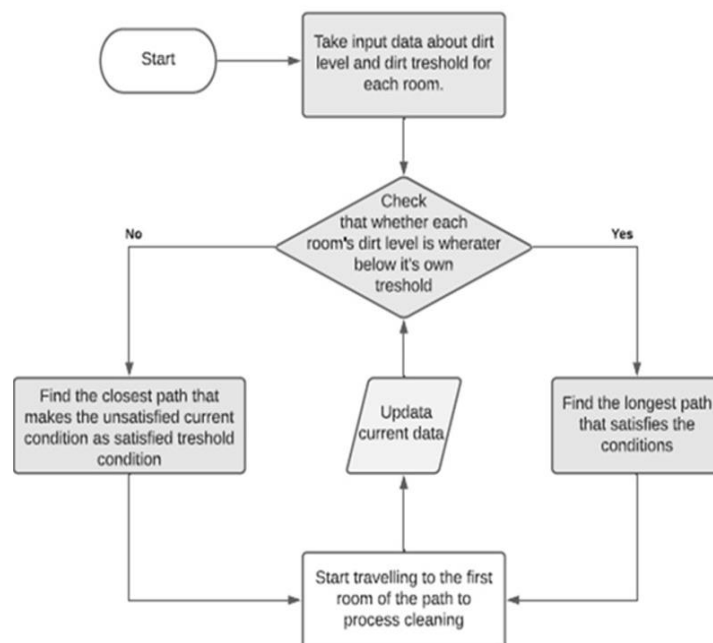 Start
Take input data about dirt
level and dirt treshold for
each room.
Check
that whether each
room's dirt level is wherater
below it's own
treshold
No
Yes
Find the closest path that
makes the unsatisfied current
condition as satisfied treshold
condition
Updata
current data
Find the longest path
that satisfies the
conditions
Start travelling to the first
room of the path to
process cleaning